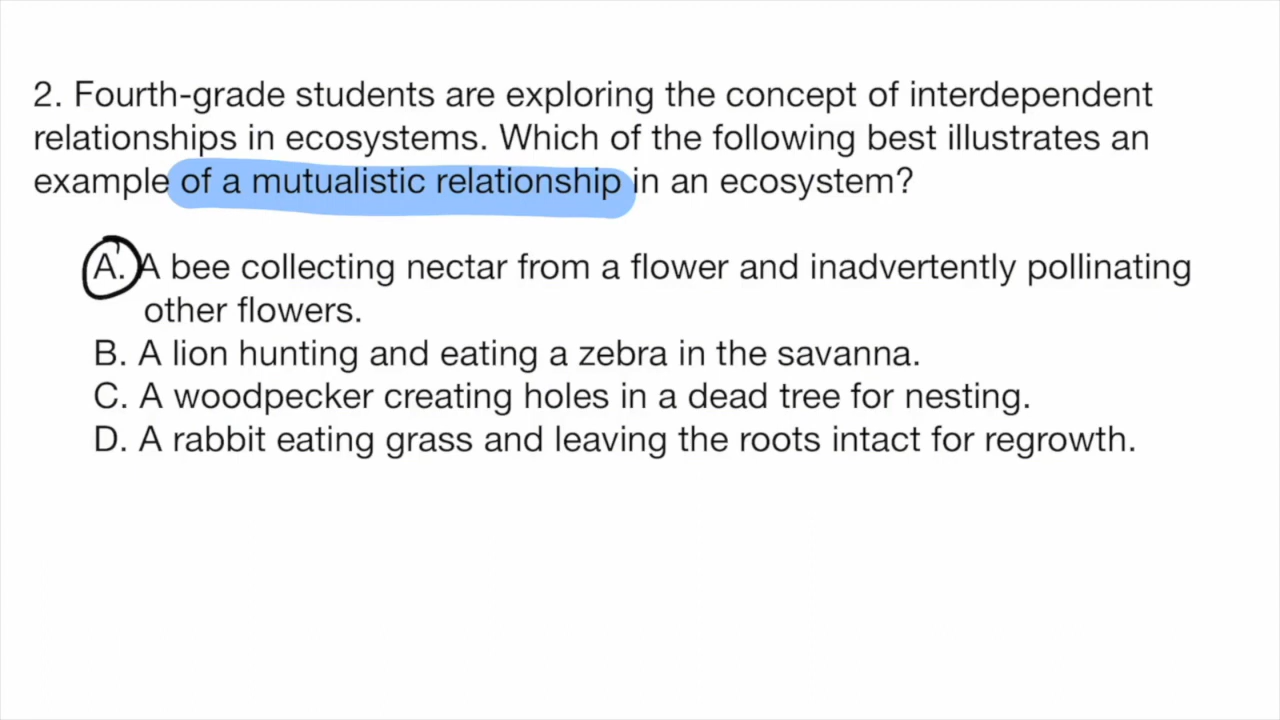 2. Fourth-grade students are exploring the concept of interdependent
relationships in ecosystems. Which of the following best illustrates an
example of a mutualistic relationship in an ecosystem?
A. A bee collecting nectar from a flower and inadvertently pollinating
other flowers.
B. A lion hunting and eating a zebra in the savanna.
C. A woodpecker creating holes in a dead tree for nesting.
D. A rabbit eating grass and leaving the roots intact for regrowth.